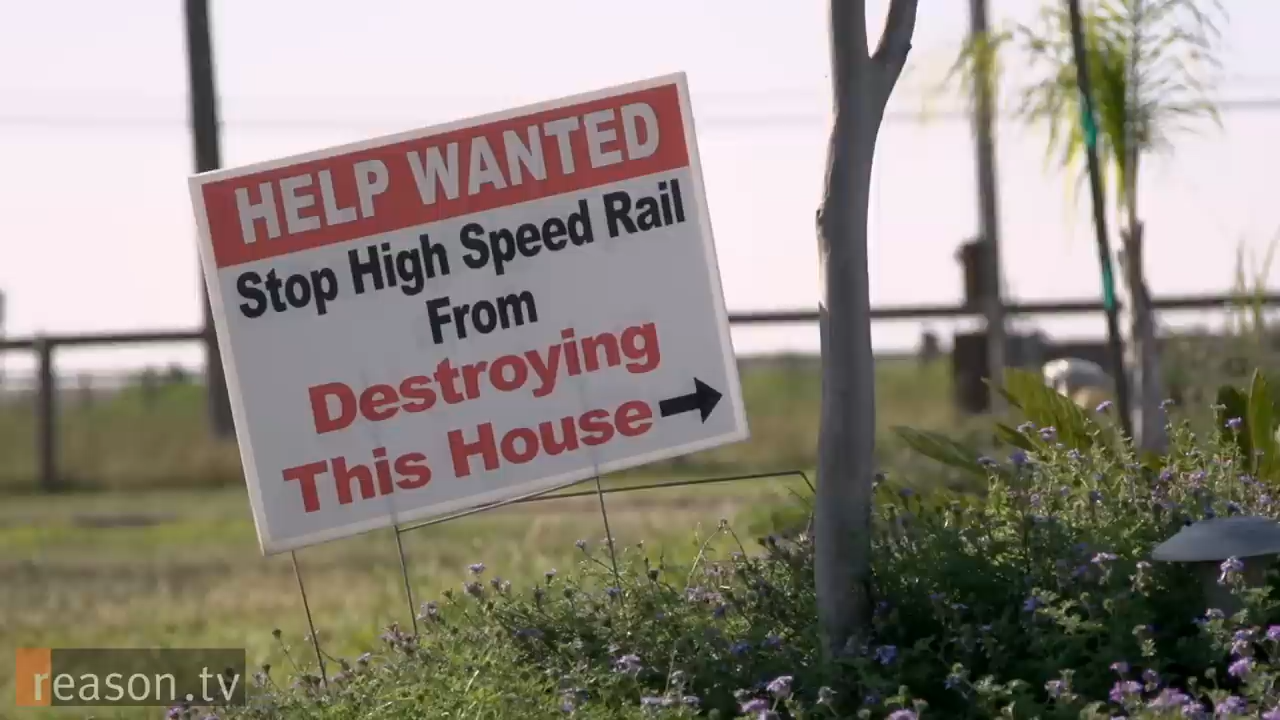 HELP WANTED
Stop High Speed Rail
From
Destroying
This House
reason.tv